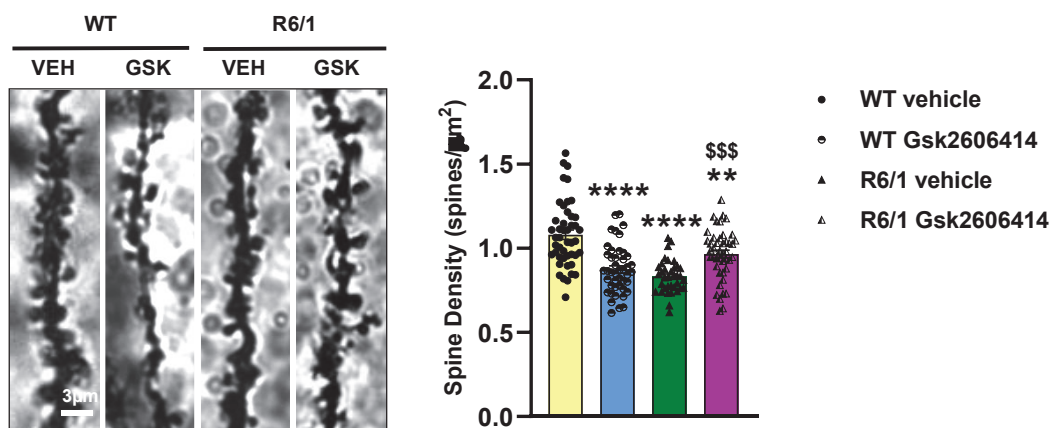 WT R6/1
VEH GSK VEH GSK
3µm
Spine Density (spines/µm²)
2.0
1.5
1.0
0.5
0.0
****
****
$$$
**
WT vehicle
WT Gsk2606414
R6/1 vehicle
R6/1 Gsk2606414